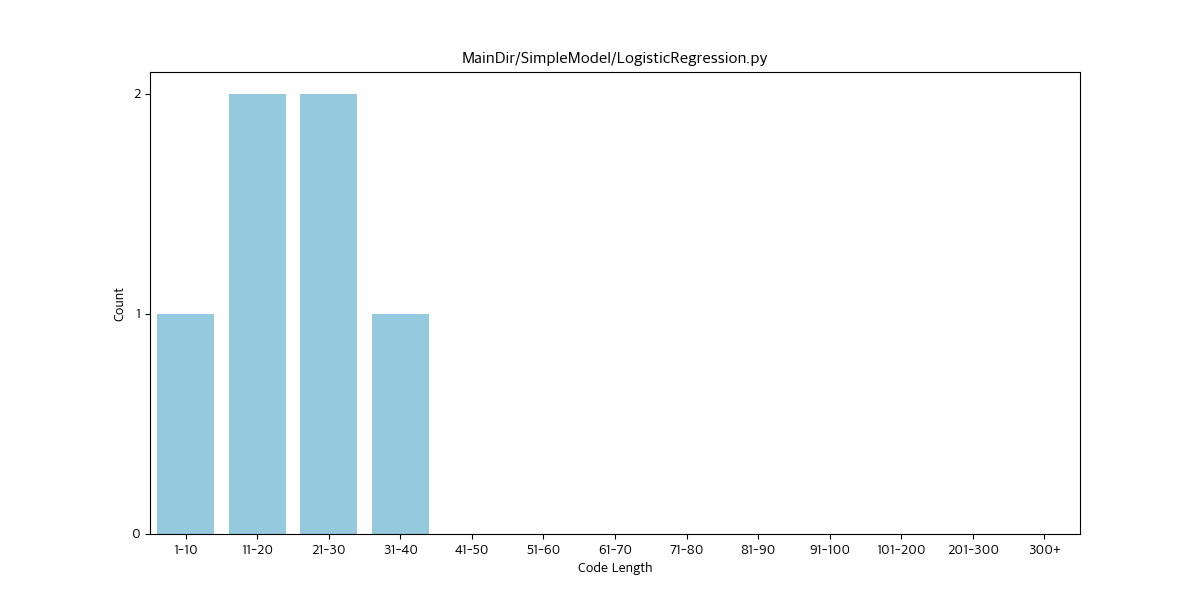 MainDir/SimpleModel/LogisticRegression.py
2
1
0
Count
1-10 11-20 21-30 31-40 41-50 51-60 61-70 71-80 81-90 91-100 101-200 201-300 300+
Code Length